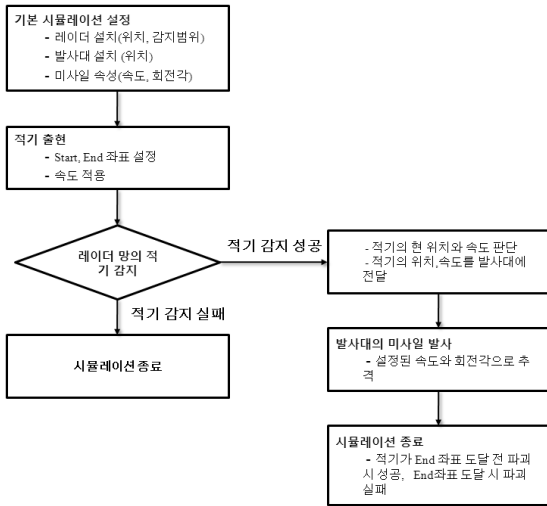 기본 시뮬레이션 설정
- 레이더 설치(위치, 감지범위)
- 발사대 설치 (위치)
- 미사일 속성(속도, 회전각)
적기 출현
- Start, End 좌표 설정
- 속도 적용
레이더 망의 적
기 감지
적기 감지 성공
적기 감지 실패
시뮬레이션 종료
- 적기의 현 위치와 속도 판단
- 적기의 위치,속도를 발사대에
전달
발사대의 미사일 발사
- 설정된 속도와 회전각으로 추
격
시뮬레이션 종료
- 적기가 End 좌표 도달 전 파괴
시 성공, End좌표 도달 시 파괴
실패